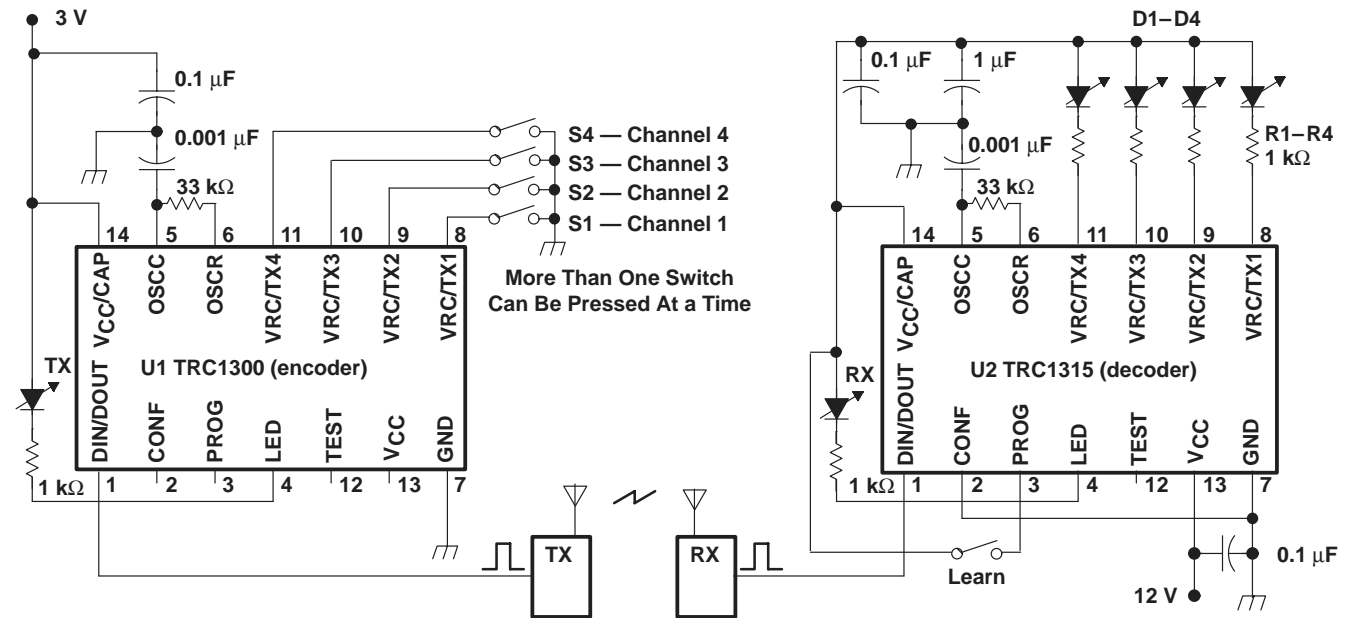 3 V
0.1 µF
0.001 µF
33 kΩ
S4 — Channel 4
S3 — Channel 3
S2 — Channel 2
S1 — Channel 1
More Than One Switch
Can Be Pressed At a Time
14 5 6 11 10 9 8
VCC/CAP
OSCC
OSCR
VRC/TX4
VRC/TX3
VRC/TX2
VRC/TX1
TX
U1 TRC1300 (encoder)
DIN/DOUT
CONF
PROG
LED
TEST
VCC
GND
1 kΩ
1 2 3 4 12 13 7
TX
RX
D1–D4
0.1 µF
1 µF
0.001 µF
33 kΩ
R1–R4
1 kΩ
14 5 6 11 10 9 8
VCC/CAP
OSCC
OSCR
VRC/TX4
VRC/TX3
VRC/TX2
VRC/TX1
RX
U2 TRC1315 (decoder)
DIN/DOUT
CONF
PROG
LED
TEST
VCC
GND
1 kΩ
1 2 3 4 12 13 7
Learn
0.1 µF
12 V